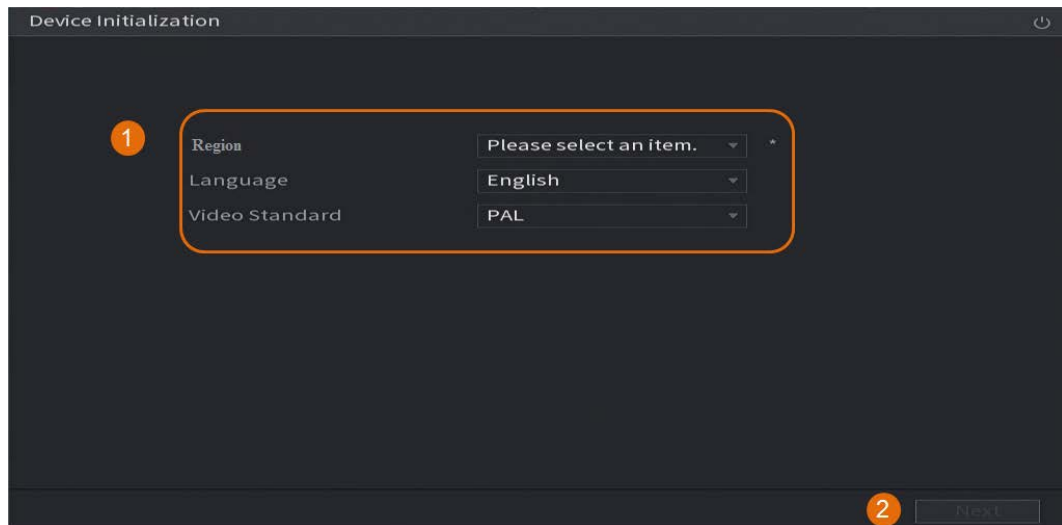 Device Initialization
1
Region Please select an item. *
Language English
Video Standard PAL
2 Next